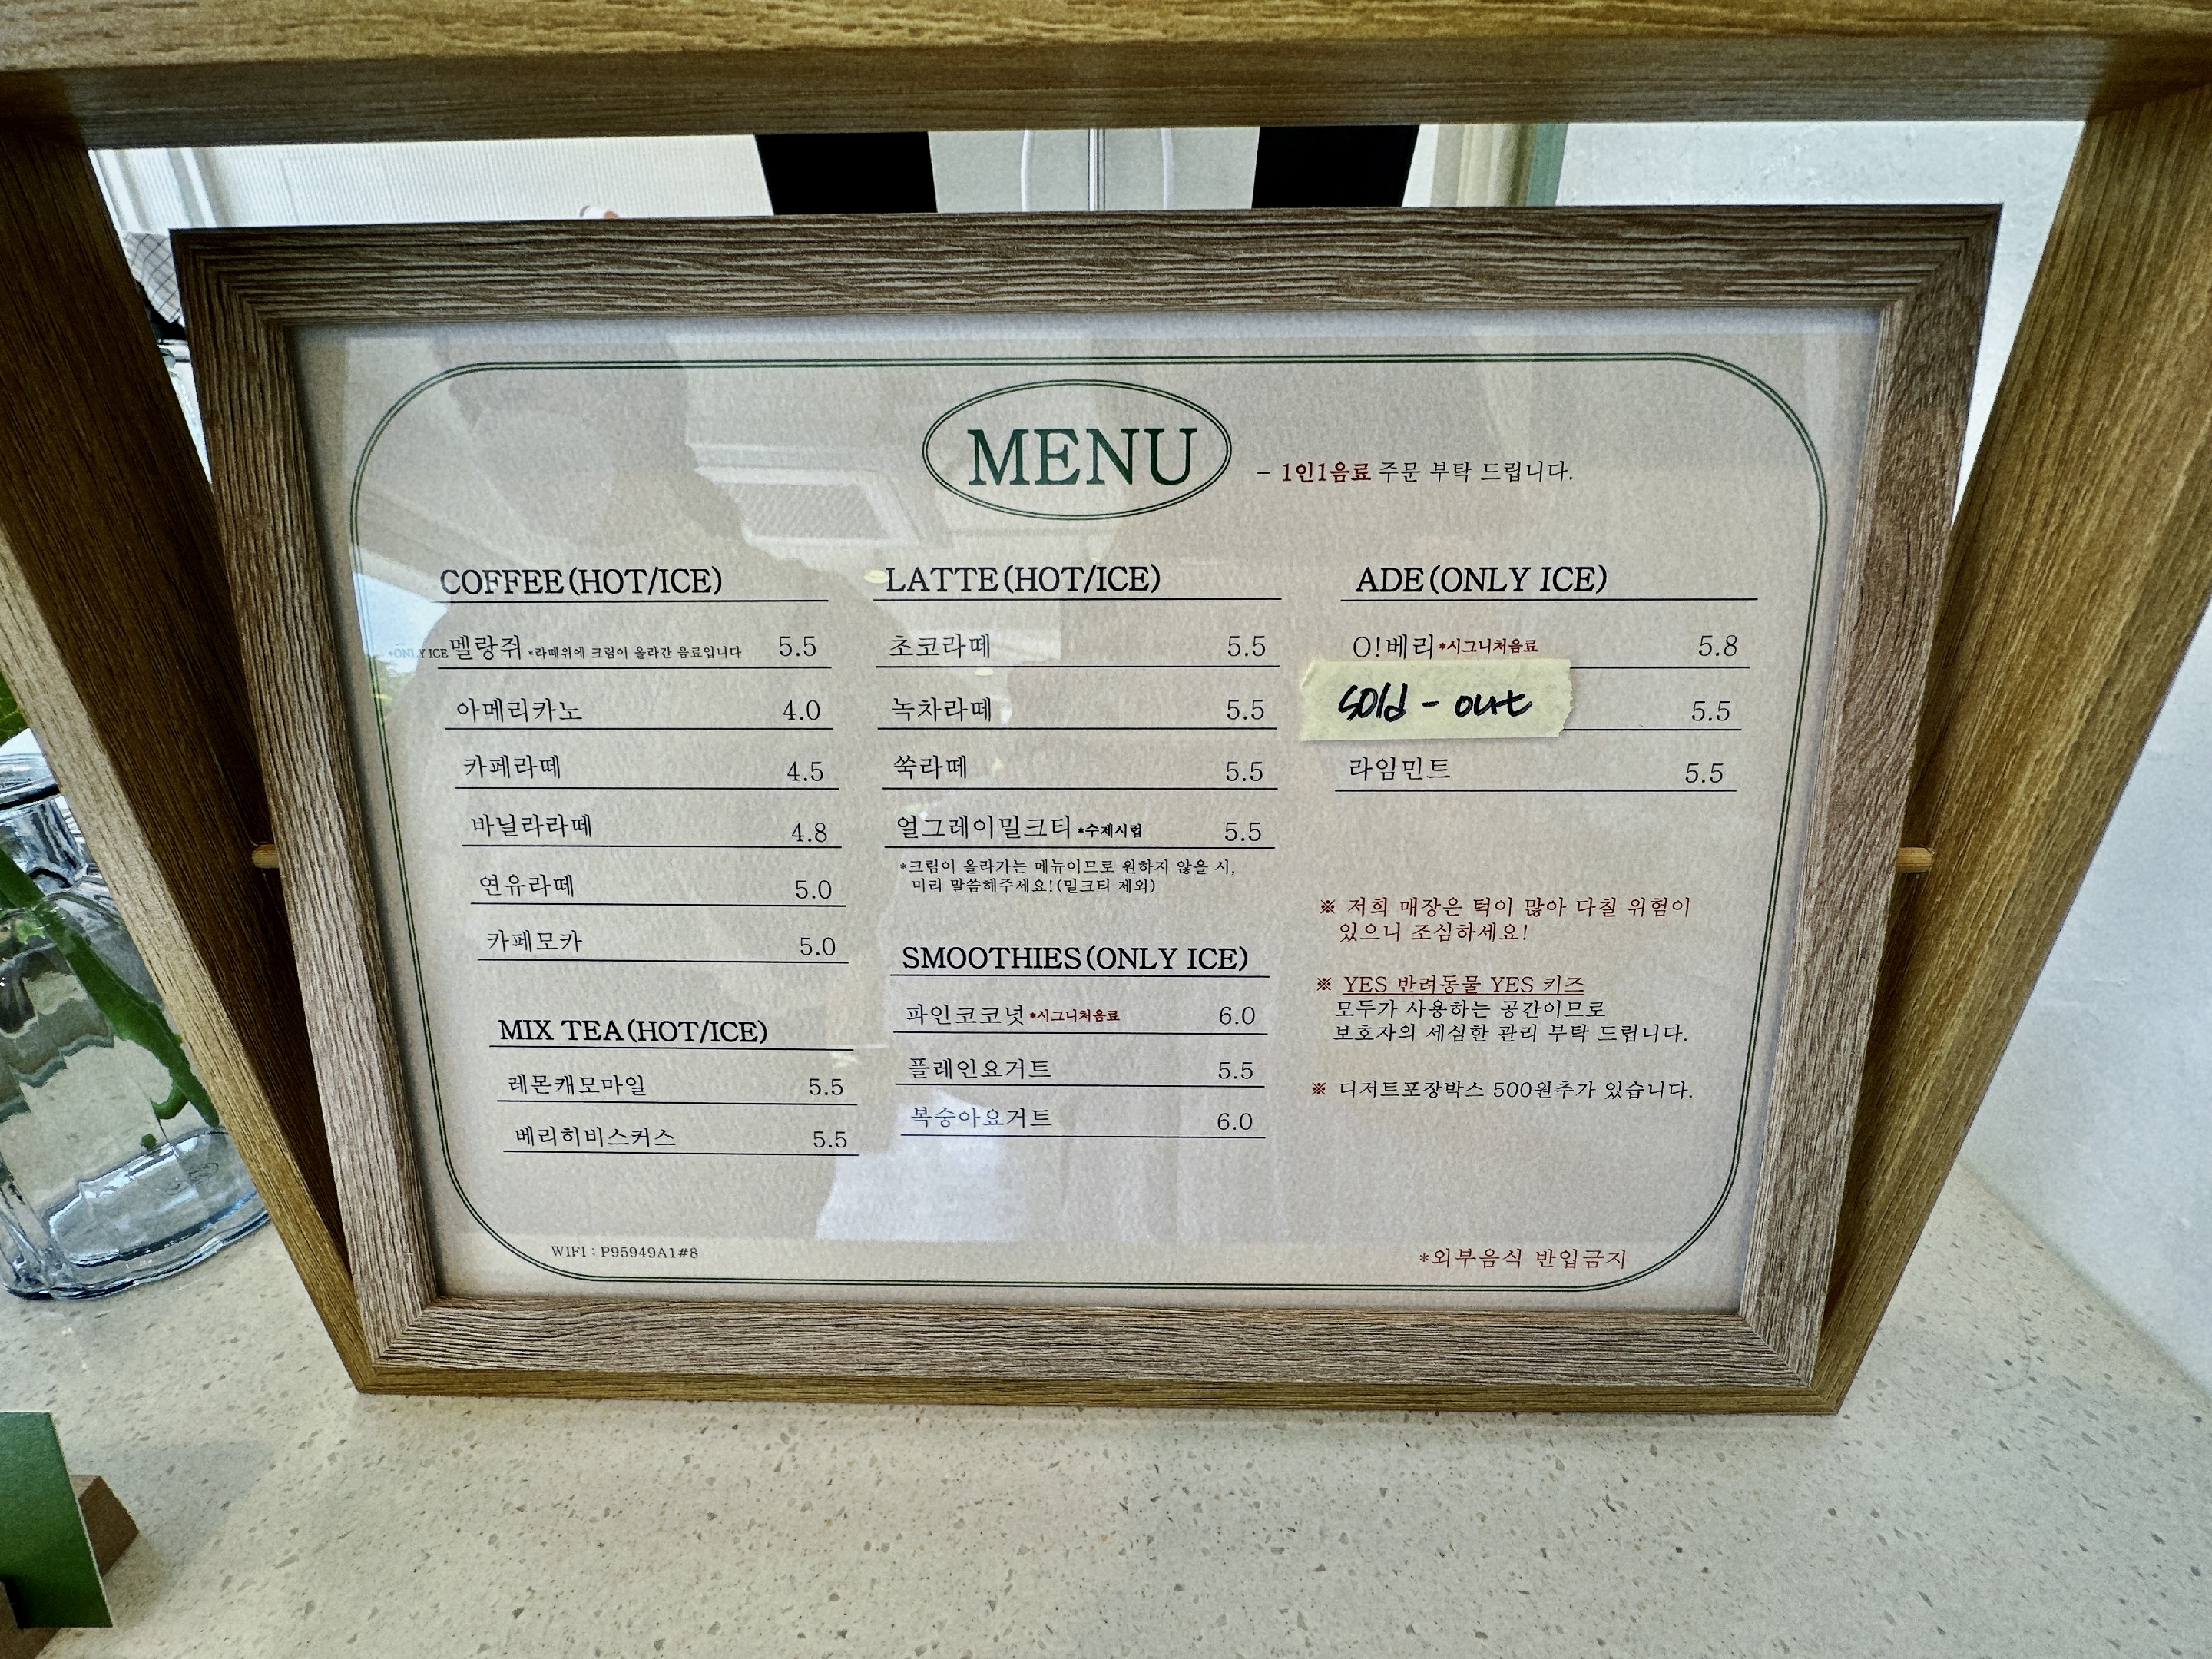 MENU
- 1인1음료 주문 부탁 드립니다.
COFFEE(HOT/ICE)
*ONLY ICE 멜랑쥐 *라떼위에 크림이 올라간 음료입니다 5.5
아메리카노 4.0
카페라떼 4.5
바닐라라떼 4.8
연유라떼 5.0
카페모카 5.0
MIX TEA(HOT/ICE)
레몬캐모마일 5.5
베리히비스커스 5.5
LATTE(HOT/ICE)
초코라떼 5.5
녹차라떼 5.5
쑥라떼 5.5
얼그레이밀크티 *수제시럽 5.5
*크림이 올라가는 메뉴이므로 원하지 않을 시,
미리 말씀해주세요!(밀크티 제외)
SMOOTHIES(ONLY ICE)
파인코코넛 *시그니처음료 6.0
플레인요거트 5.5
복숭아요거트 6.0
ADE(ONLY ICE)
O!베리 *시그니처음료 5.8
sold - out 5.5
라임민트 5.5
※ 저희 매장은 턱이 많아 다칠 위험이
있으니 조심하세요!
※ YES 반려동물 YES 키즈
모두가 사용하는 공간이므로
보호자의 세심한 관리 부탁 드립니다.
※ 디저트포장박스 500원추가 있습니다.
WIFI : P95949A1#8
*외부음식 반입금지